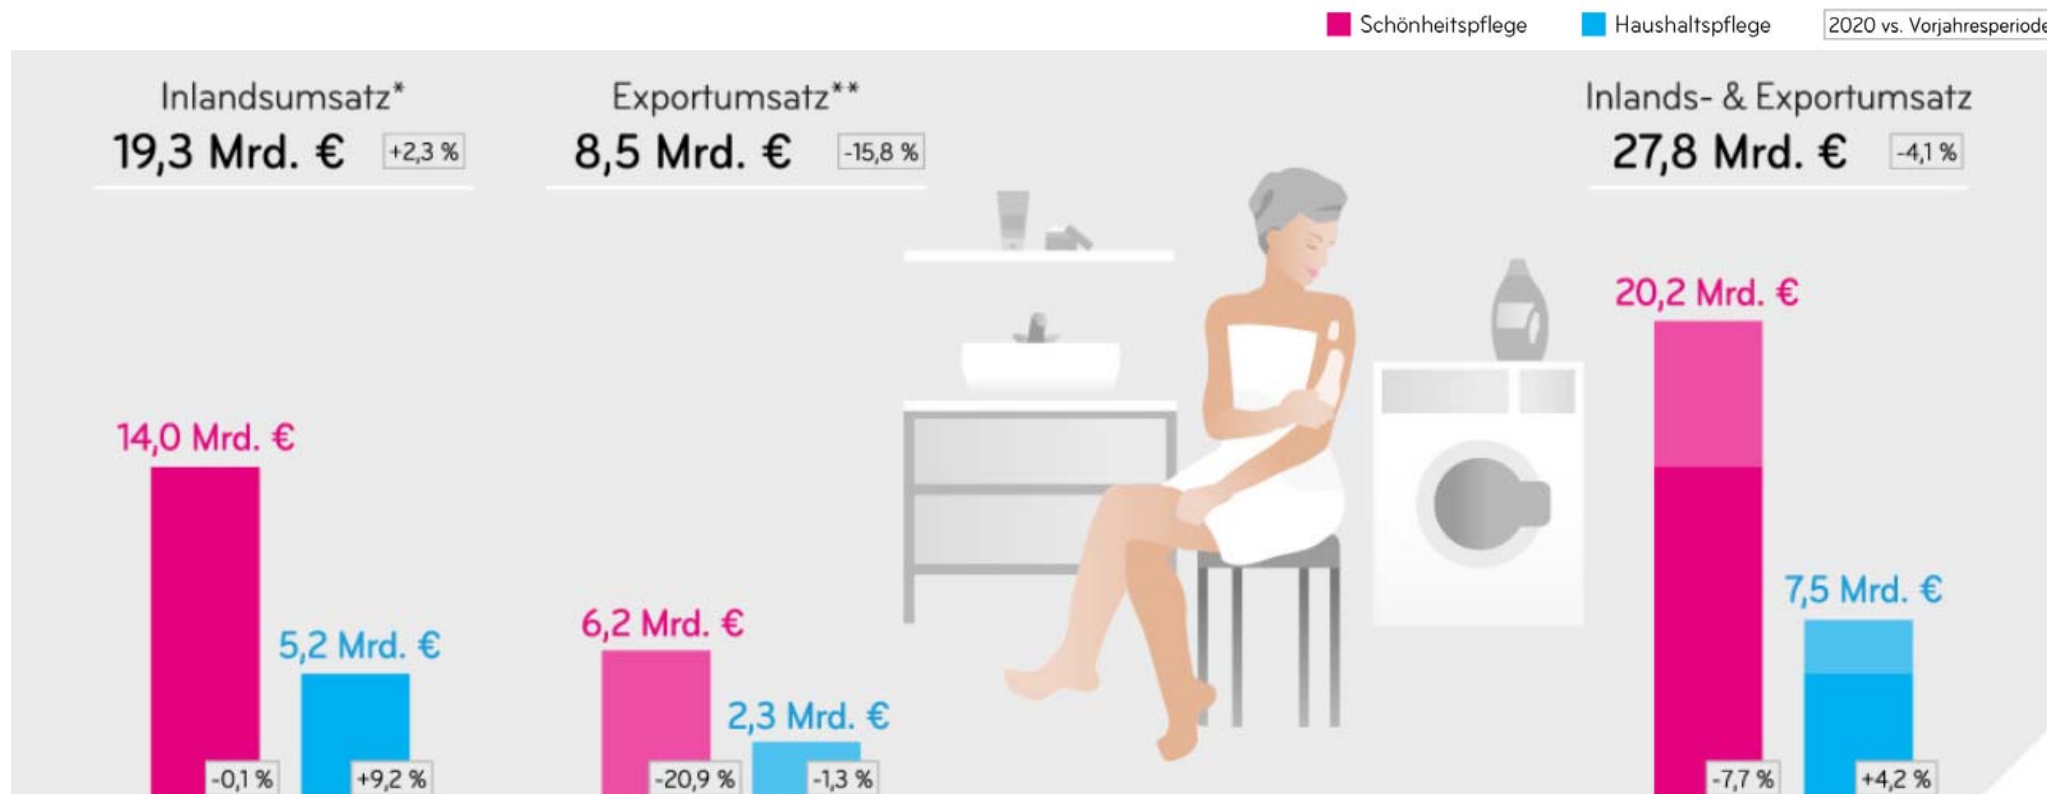 Schönheitspflege
Haushaltspflege
2020 vs. Vorjahresperiode
Inlandsumsatz*
19,3 Mrd. €
+2,3 %
Exportumsatz**
8,5 Mrd. €
-15,8 %
Inlands- & Exportumsatz
27,8 Mrd. €
-4,1 %
14,0 Mrd. €
-0,1 %
5,2 Mrd. €
+9,2 %
6,2 Mrd. €
-20,9 %
2,3 Mrd. €
-1,3 %
20,2 Mrd. €
-7,7 %
7,5 Mrd. €
+4,2 %